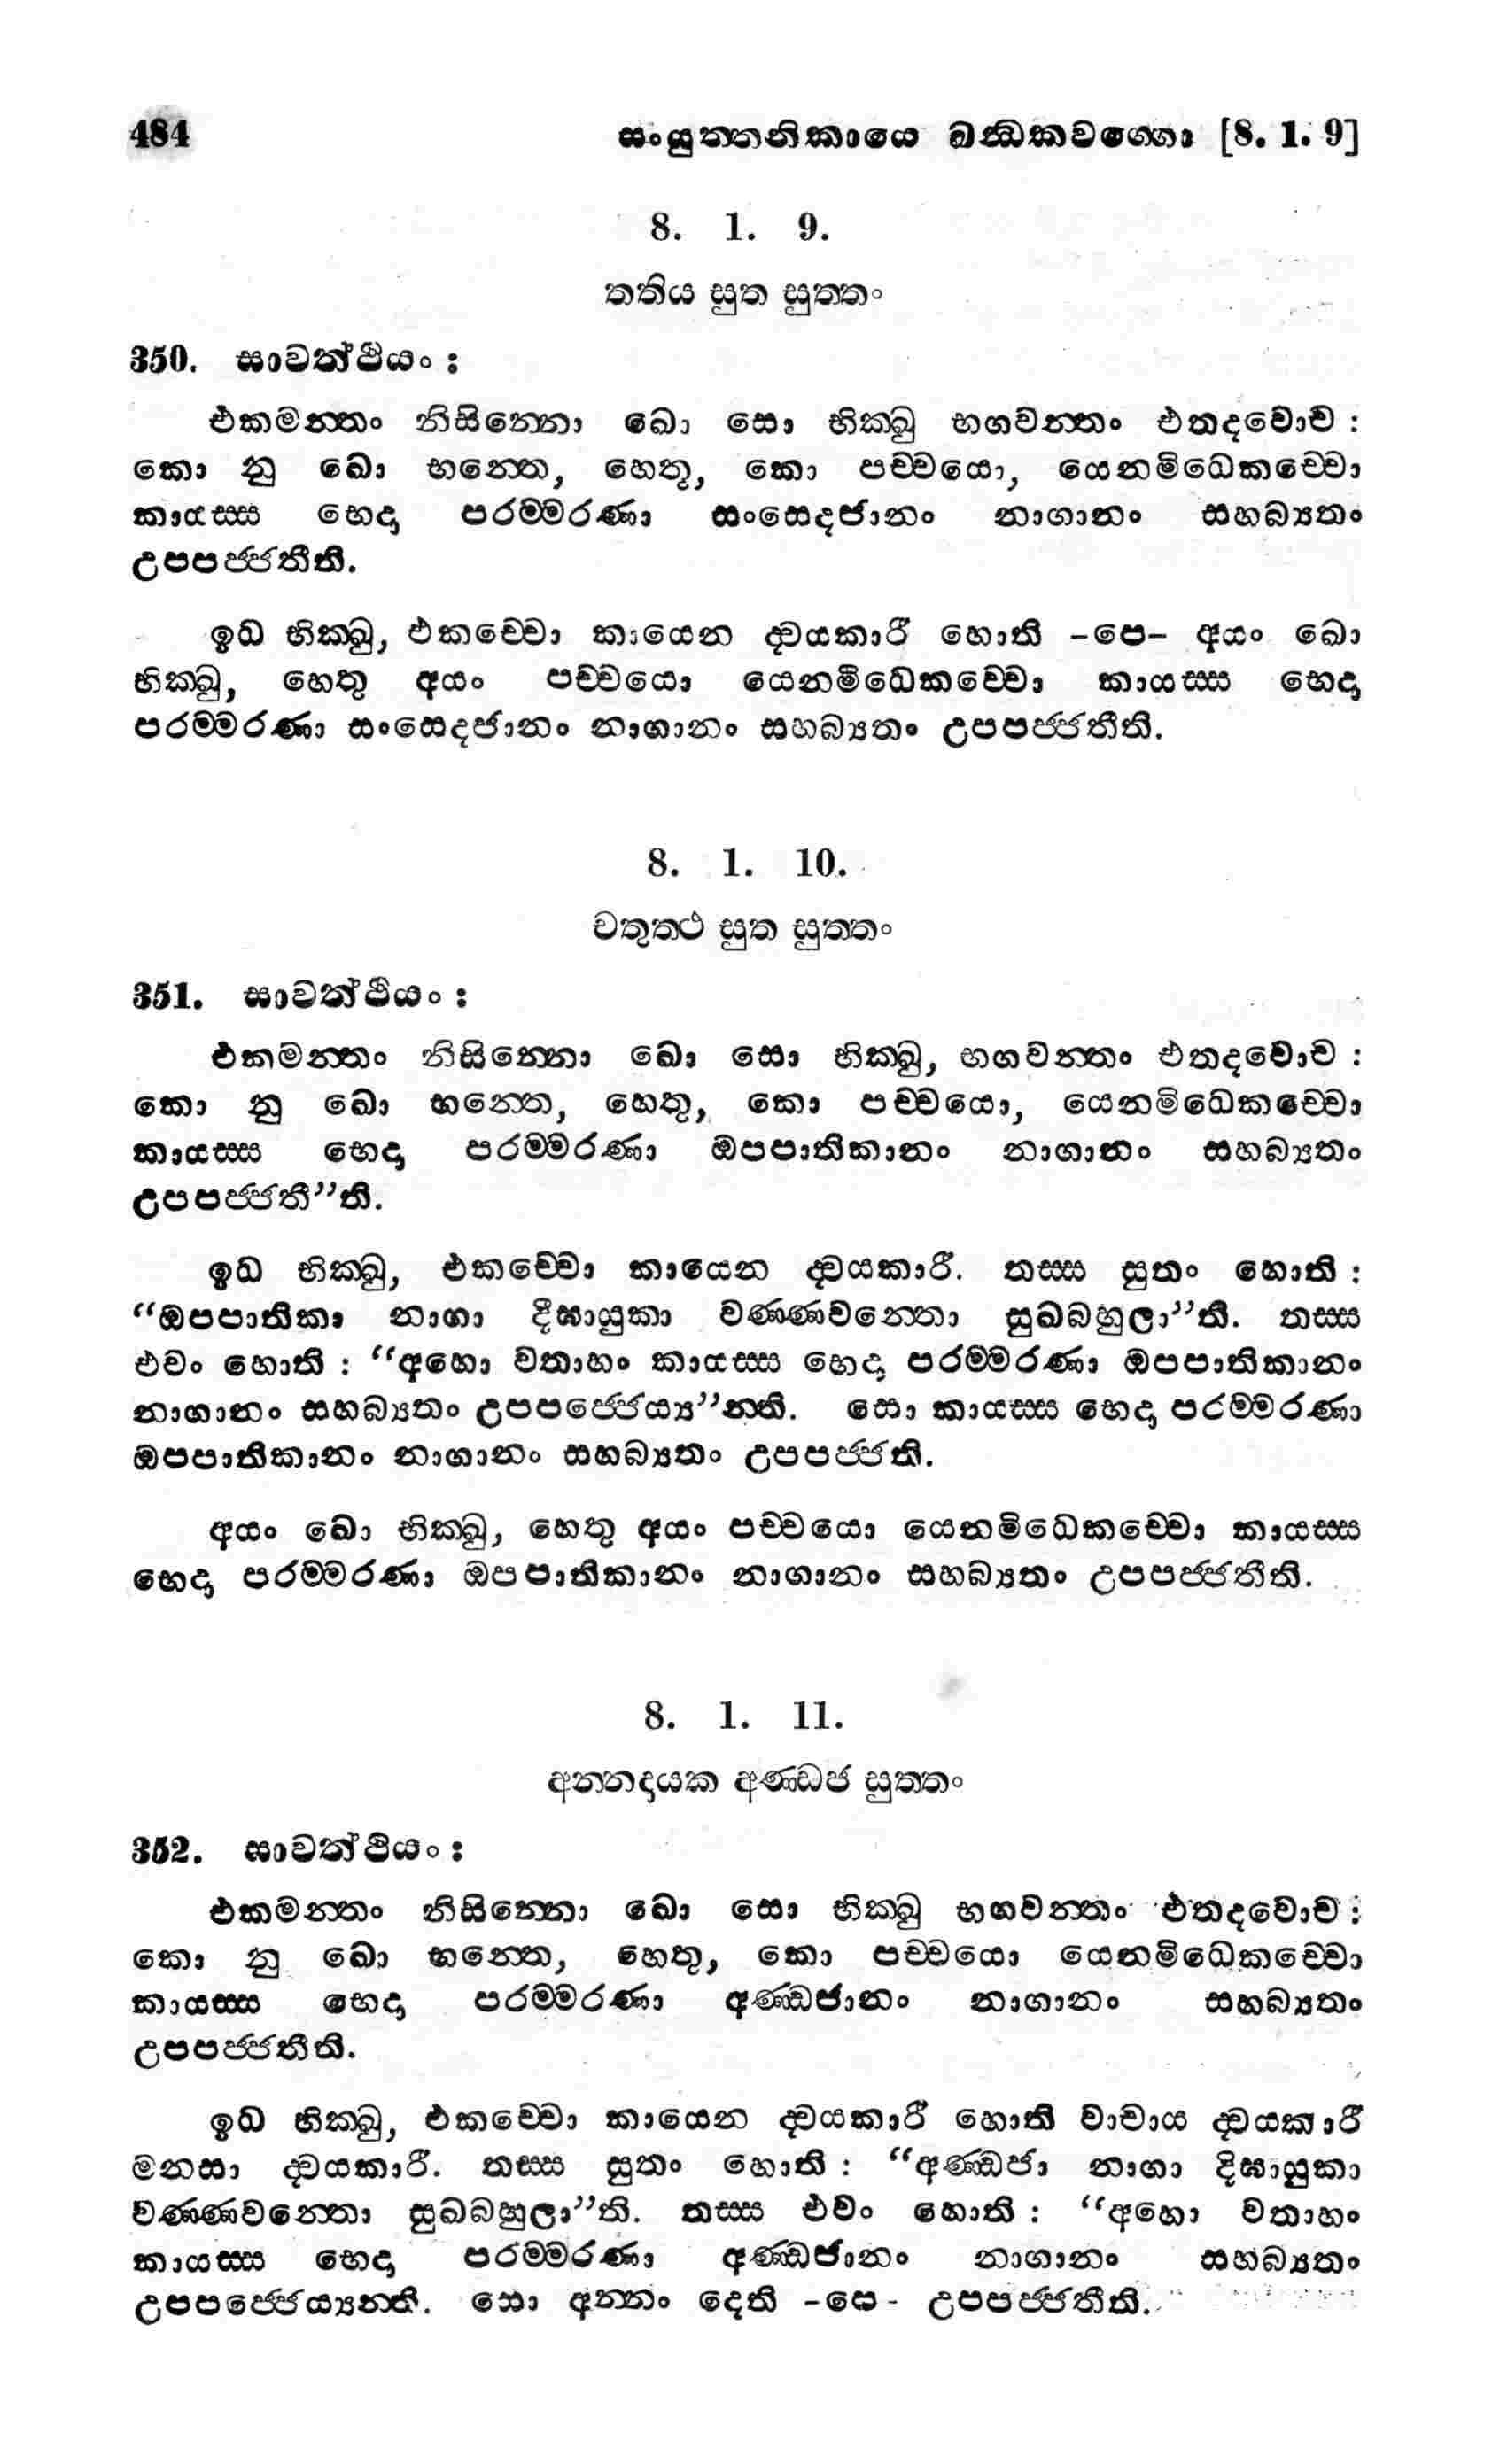 484 සංයුත්තනිකායෙ ඛන්ධකවග්ගො [8. 1. 9]
8. 1. 9.
තතිය සුත සුත්තං
350. සාවත්ථියං :
එකමන්තං නිසින්නො ඛො සො භික්ඛු භගවන්තං එතදවොච :
කො නු ඛො භන්තෙ, හෙතු, කො පච්චයො, යෙනමිධෙකච්චො
කායස්ස භෙදා පරම්මරණා සංසෙදජානං නාගානං සහබ්‍යතං
උපපජ්ජතීති.
ඉධ භික්ඛු, එකච්චො කායෙන ද්වයකාරී හොති -පෙ- අයං ඛො
භික්ඛු, හෙතු අයං පච්චයො යෙනමිධෙකච්චො කායස්ස භෙදා
පරම්මරණා සංසෙදජානං නාගානං සහබ්‍යතං උපපජ්ජතීති.
8. 1. 10.
චතුත්ථ සුත සුත්තං
351. සාවත්ථියං :
එකමන්තං නිසින්නො ඛො සො භික්ඛු, භගවන්තං එතදවොච :
කො නු ඛො භන්තෙ, හෙතු, කො පච්චයො, යෙනමිධෙකච්චො
කායස්ස භෙදා පරම්මරණා ඔපපාතිකානං නාගානං සහබ්‍යතං
උපපජ්ජතී”ති.
ඉධ භික්ඛු, එකච්චො කායෙන ද්වයකාරී. තස්ස සුතං හොති :
“ඔපපාතිකා නාගා දීඝායුකා වණ්ණවන්තො සුඛබහුලා”ති. තස්ස
එවං හොති : “අහො වතාහං කායස්ස භෙදා පරම්මරණා ඔපපාතිකානං
නාගානං සහබ්‍යතං උපපජ්ජෙය්‍ය”න්ති. සො කායස්ස භෙදා පරම්මරණා
ඔපපාතිකානං නාගානං සහබ්‍යතං උපපජ්ජති.
අයං ඛො භික්ඛු, හෙතු අයං පච්චයො යෙනමිධෙකච්චො කායස්ස
භෙදා පරම්මරණා ඔපපාතිකානං නාගානං සහබ්‍යතං උපපජ්ජතීති.
8. 1. 11.
අන්නදායක අණ්ඩජ සුත්තං
352. සාවත්ථියං :
එකමන්තං නිසින්නො ඛො සො භික්ඛු භගවන්තං එතදවොච :
කො නු ඛො භන්තෙ, හෙතු, කො පච්චයො යෙනමිධෙකච්චො
කායස්ස භෙදා පරම්මරණා අණ්ඩජානං නාගානං සහබ්‍යතං
උපපජ්ජතීති.
ඉධ භික්ඛු, එකච්චො කායෙන ද්වයකාරී හොති වාචාය ද්වයකාරී
මනසා ද්වයකාරී. තස්ස සුතං හොති : “අණ්ඩජා නාගා දිඝායුකා
වණ්ණවන්තො සුඛබහුලා”ති. තස්ස එවං හොති : “අහො වතාහං
කායස්ස භෙදා පරම්මරණා අණ්ඩජානං නාගානං සහබ්‍යතං
උපපජ්ජෙය්‍යන්ති. සො අන්නං දෙති -පෙ- උපපජ්ජතීති.